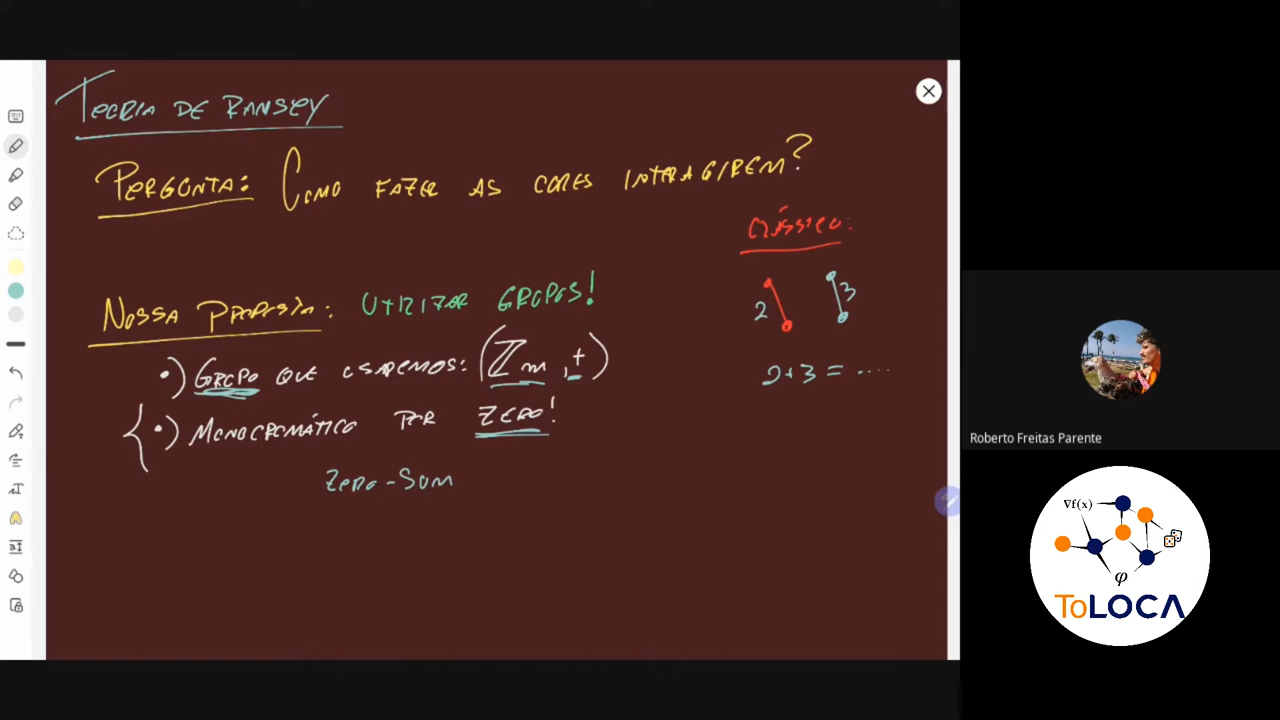 TEORIA DE RAMSEY
PERGUNTA: COMO FAZER AS CORES INTERAGIREM?
CLÁSSICO:
2 3
2+3 = .....
NOSSA PROPOSTA: UTILIZAR GRUPOS!
•) GRUPO QUE USAREMOS: (ℤm, +)
•) MONOCROMÁTICO POR ZERO!
ZERO-SUM
Roberto Freitas Parente
∇f(x)
φ
ToLOCA